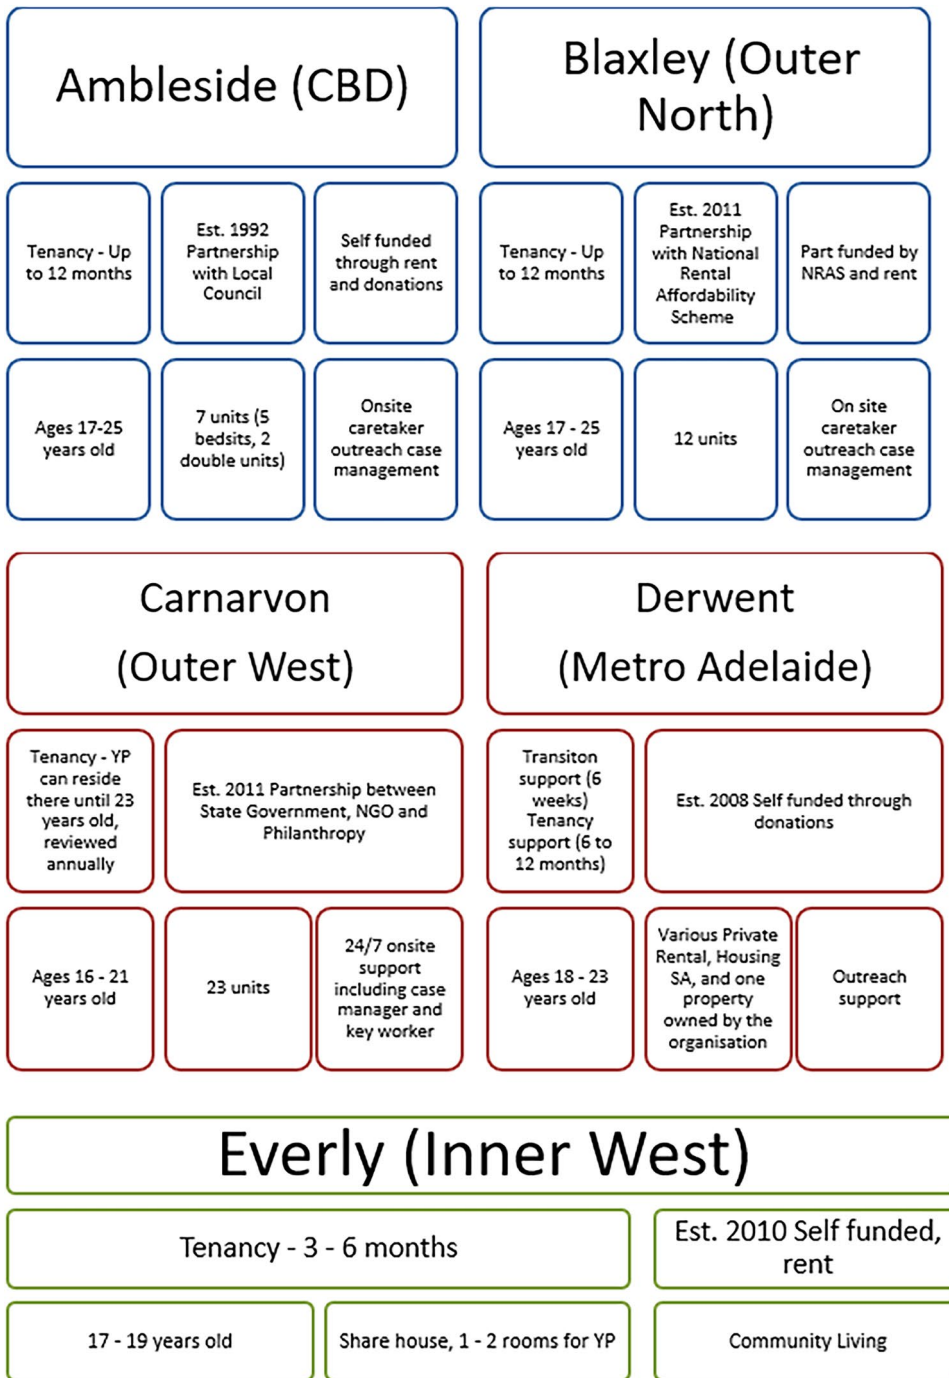 Ambleside (CBD)
Tenancy - Up
to 12 months
Est. 1992
Partnership
with Local
Council
Self funded
through rent
and donations
Ages 17-25
years old
7 units (5
bedsits, 2
double units)
Onsite
caretaker
outreach case
management
Blaxley (Outer
North)
Tenancy - Up
to 12 months
Est. 2011
Partnership
with National
Rental
Affordability
Scheme
Part funded by
NRAS and rent
Ages 17 - 25
years old
12 units
On site
caretaker
outreach case
management
Carnarvon
(Outer West)
Tenancy - YP
can reside
there until 23
years old,
reviewed
annually
Est. 2011 Partnership between
State Government, NGO and
Philanthropy
Ages 16 - 21
years old
23 units
24/7 onsite
support
including case
manager and
key worker
Derwent
(Metro Adelaide)
Transiton
support (6
weeks)
Tenancy
support (6 to
12 months)
Est. 2008 Self funded through
donations
Ages 18 - 23
years old
Various Private
Rental, Housing
SA, and one
property
owned by the
organisation
Outreach
support
Everly (Inner West)
Tenancy - 3 - 6 months
Est. 2010 Self funded,
rent
17 - 19 years old
Share house, 1 - 2 rooms for YP
Community Living